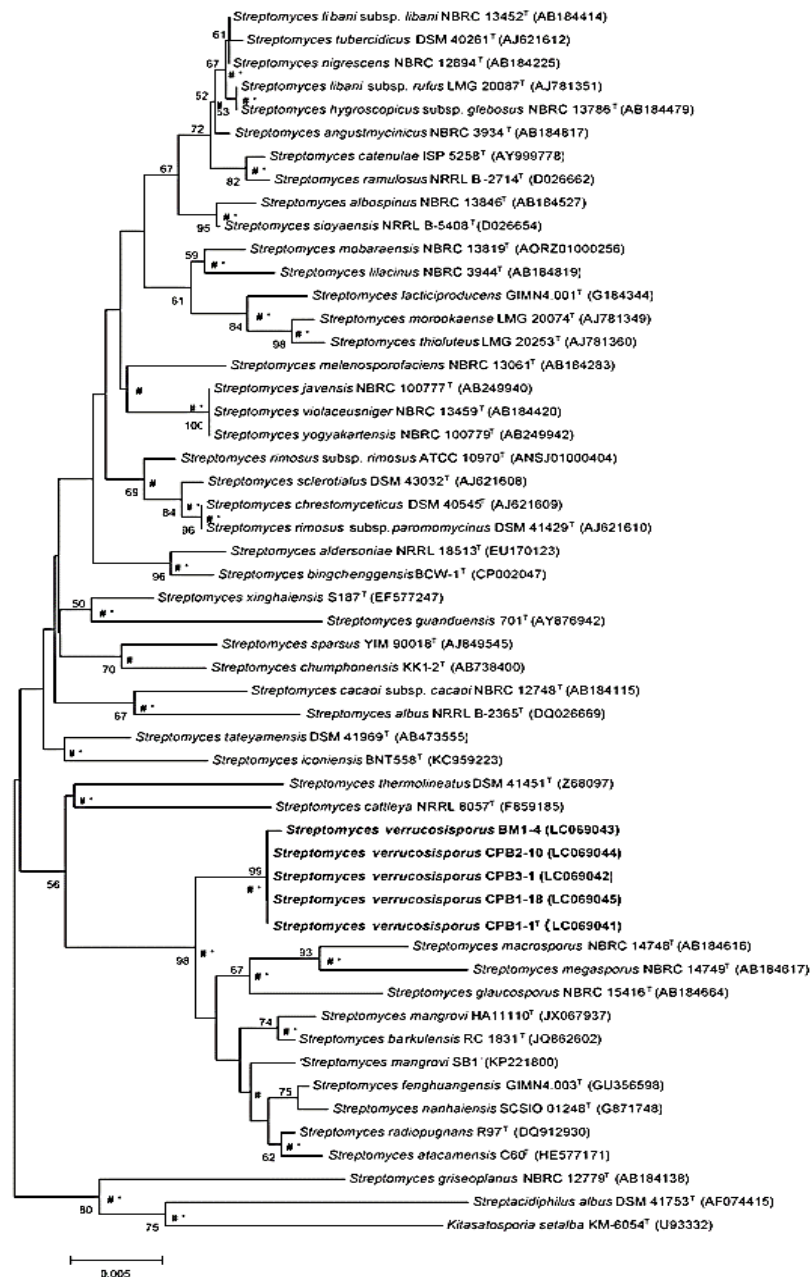 Streptomyces libani subsp. libani NBRC 13452T (AB184414)
61
Streptomyces tubercidicus DSM 40261T (AJ621612)
67
Streptomyces nigrescens NBRC 12894T (AB184225)
# *
Streptomyces libani subsp. rufus LMG 20087T (AJ781351)
52
# *
53
Streptomyces hygroscopicus subsp. glebosus NBRC 13786T (AB184479)
72
Streptomyces angustmycinicus NBRC 3934T (AB184817)
Streptomyces catenulae ISP 5258T (AY999778)
67
# *
82
Streptomyces ramulosus NRRL B-2714T (D026662)
Streptomyces albospinus NBRC 13846T (AB184527)
# *
95
Streptomyces sioyaensis NRRL B-5408T (D026654)
Streptomyces mobaraensis NBRC 13819T (AORZ01000256)
59
# *
Streptomyces lilacinus NBRC 3944T (AB184819)
61
# *
Streptomyces lacticiproducens GIMN4.001T (G184344)
84
# *
Streptomyces morookaense LMG 20074T (AJ781349)
# *
98
Streptomyces thioluteus LMG 20253T (AJ781360)
Streptomyces melenosporofaciens NBRC 13061T (AB184283)
#
Streptomyces javensis NBRC 100777T (AB249940)
# *
Streptomyces violaceusniger NBRC 13459T (AB184420)
100
Streptomyces yogyakartensis NBRC 100779T (AB249942)
Streptomyces rimosus subsp. rimosus ATCC 10970T (ANSJ01000404)
#
69
Streptomyces sclerotialus DSM 43032T (AJ621608)
# *
84
Streptomyces chrestomyceticus DSM 40545T (AJ621609)
# *
96
Streptomyces rimosus subsp. paromomycinus DSM 41429T (AJ621610)
Streptomyces aldersoniae NRRL 18513T (EU170123)
# *
96
Streptomyces bingchenggensis BCW-1T (CP002047)
Streptomyces xinghaiensis S187T (EF577247)
50
# *
Streptomyces guanduensis 701T (AY876942)
Streptomyces sparsus YIM 90018T (AJ849545)
#
70
Streptomyces chumphonensis KK1-2T (AB738400)
Streptomyces cacaoi subsp. cacaoi NBRC 12748T (AB184115)
# *
67
Streptomyces albus NRRL B-2365T (DQ026669)
Streptomyces tateyamensis DSM 41969T (AB473555)
# *
Streptomyces iconiensis BNT558T (KC959223)
Streptomyces thermolineatus DSM 41451T (Z68097)
# *
Streptomyces cattleya NRRL 8057T (F859185)
Streptomyces verrucosisporus BM1-4 (LC069043)
Streptomyces verrucosisporus CPB2-10 (LC069044)
99
Streptomyces verrucosisporus CPB3-1 (LC069042)
56
# *
Streptomyces verrucosisporus CPB1-18 (LC069045)
Streptomyces verrucosisporus CPB1-1T (LC069041)
98
# *
Streptomyces macrosporus NBRC 14748T (AB184616)
93
# *
Streptomyces megasporus NBRC 14749T (AB184617)
67
# *
Streptomyces glaucosporus NBRC 15416T (AB184664)
Streptomyces mangrovi HA11110T (JX067937)
74
# *
Streptomyces barkulensis RC 1831T (JQ862602)
Streptomyces mangrovi SB1 (KP221800)
#
Streptomyces fenghuangensis GIMN4.003T (GU356598)
75
Streptomyces nanhaiensis SCSIO 01248T (G871748)
Streptomyces radiopugnans R97T (DQ912930)
# *
62
Streptomyces atacamensis C60T (HE577171)
Streptomyces griseoplanus NBRC 12779T (AB184138)
# *
80
Streptacidiphilus albus DSM 41753T (AF074415)
# *
75
Kitasatosporia setalba KM-6054T (U93332)
0.005